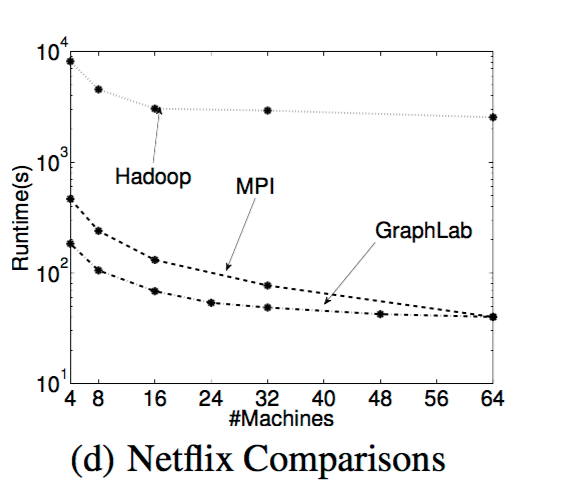 10^4
10^3
10^2
10^1
Runtime(s)
Hadoop
MPI
GraphLab
4 8 16 24 32 40 48 56 64
#Machines
(d) Netflix Comparisons